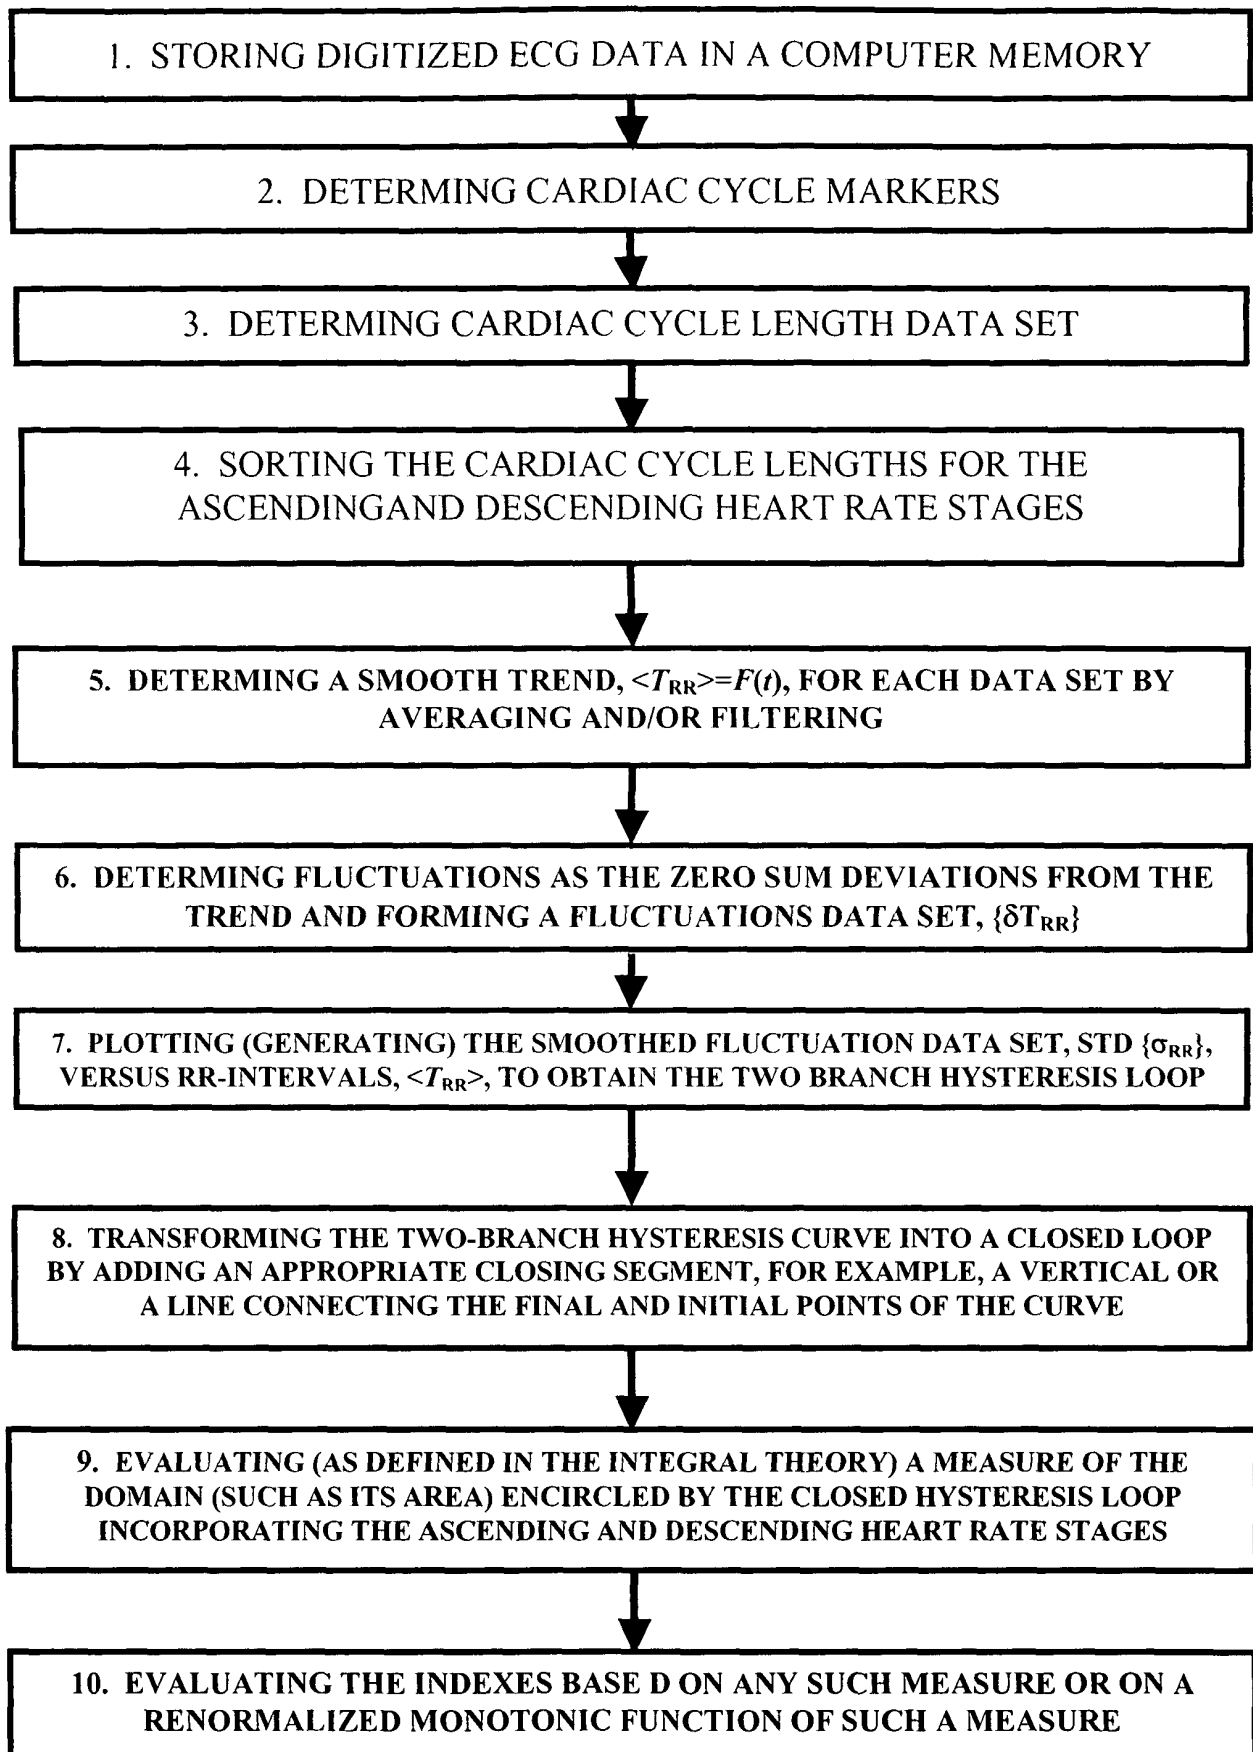 1. STORING DIGITIZED ECG DATA IN A COMPUTER MEMORY
2. DETERMING CARDIAC CYCLE MARKERS
3. DETERMING CARDIAC CYCLE LENGTH DATA SET
4. SORTING THE CARDIAC CYCLE LENGTHS FOR THE
ASCENDINGAND DESCENDING HEART RATE STAGES
5. DETERMING A SMOOTH TREND, <T_RR>=F(t), FOR EACH DATA SET BY
AVERAGING AND/OR FILTERING
6. DETERMING FLUCTUATIONS AS THE ZERO SUM DEVIATIONS FROM THE
TREND AND FORMING A FLUCTUATIONS DATA SET, {δT_RR}
7. PLOTTING (GENERATING) THE SMOOTHED FLUCTUATION DATA SET, STD {σ_RR},
VERSUS RR-INTERVALS, <T_RR>, TO OBTAIN THE TWO BRANCH HYSTERESIS LOOP
8. TRANSFORMING THE TWO-BRANCH HYSTERESIS CURVE INTO A CLOSED LOOP
BY ADDING AN APPROPRIATE CLOSING SEGMENT, FOR EXAMPLE, A VERTICAL OR
A LINE CONNECTING THE FINAL AND INITIAL POINTS OF THE CURVE
9. EVALUATING (AS DEFINED IN THE INTEGRAL THEORY) A MEASURE OF THE
DOMAIN (SUCH AS ITS AREA) ENCIRCLED BY THE CLOSED HYSTERESIS LOOP
INCORPORATING THE ASCENDING AND DESCENDING HEART RATE STAGES
10. EVALUATING THE INDEXES BASE D ON ANY SUCH MEASURE OR ON A
RENORMALIZED MONOTONIC FUNCTION OF SUCH A MEASURE